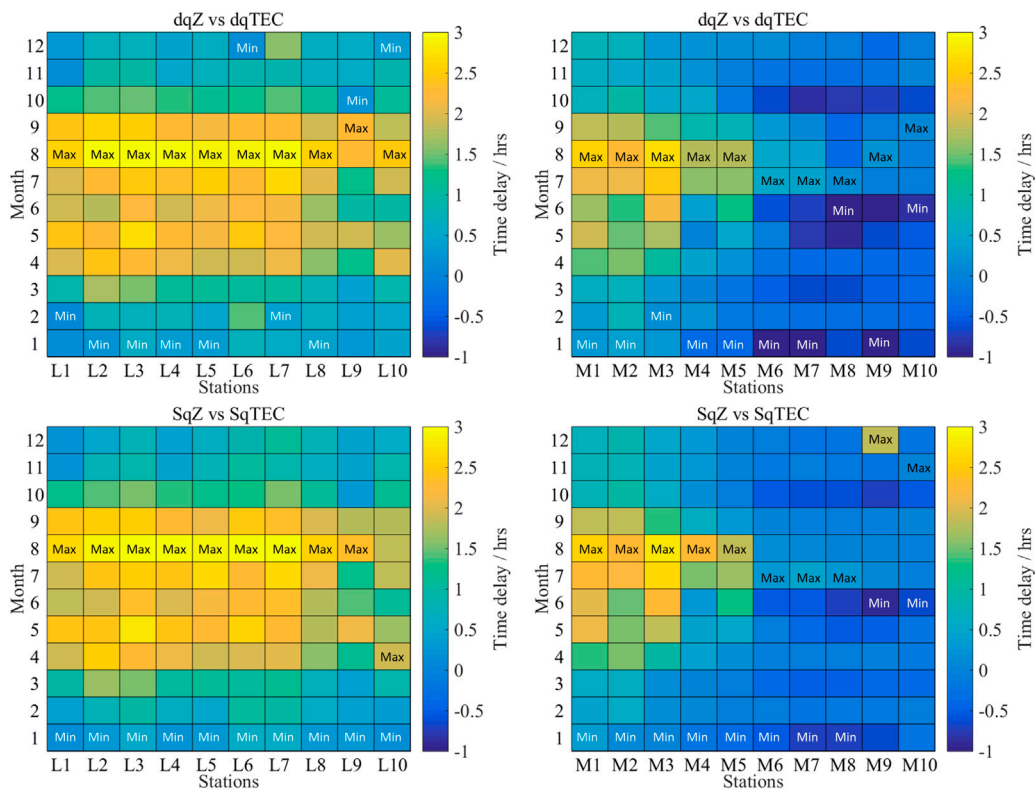 dqZ vs dqTEC
Month
12 Min Min
11
10 Min
9 Max
8 Max Max Max Max Max Max Max Max Max
7
6
5
4
3
2 Min Min
1 Min Min Min Min Min
L1 L2 L3 L4 L5 L6 L7 L8 L9 L10
Stations
3
2.5
2
1.5
1
0.5
0
-0.5
-1
Time delay / hrs
dqZ vs dqTEC
Month
12
11
10
9 Max
8 Max Max Max Max Max Max
7 Max Max Max
6 Min Min
5
4
3
2 Min
1 Min Min Min Min Min Min Min
M1 M2 M3 M4 M5 M6 M7 M8 M9 M10
Stations
3
2.5
2
1.5
1
0.5
0
-0.5
-1
Time delay / hrs
SqZ vs SqTEC
Month
12
11
10
9
8 Max Max Max Max Max Max Max Max Max
7
6
5
4 Max
3
2
1 Min Min Min Min Min Min Min Min Min Min
L1 L2 L3 L4 L5 L6 L7 L8 L9 L10
Stations
3
2.5
2
1.5
1
0.5
0
-0.5
-1
Time delay / hrs
SqZ vs SqTEC
Month
12 Max
11 Max
10
9
8 Max Max Max Max Max
7 Max Max Max
6 Min Min
5
4
3
2
1 Min Min Min Min Min Min Min Min
M1 M2 M3 M4 M5 M6 M7 M8 M9 M10
Stations
3
2.5
2
1.5
1
0.5
0
-0.5
-1
Time delay / hrs